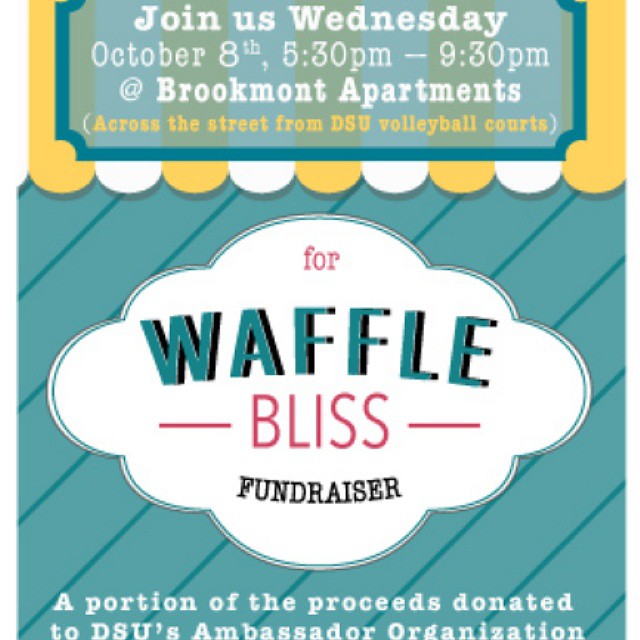 Join us Wednesday
October 8th, 5:30pm — 9:30pm
@ Brookmont Apartments
(Across the street from DSU volleyball courts)
for
WAFFLE
BLISS
FUNDRAISER
A portion of the proceeds donated
to DSU's Ambassador Organization